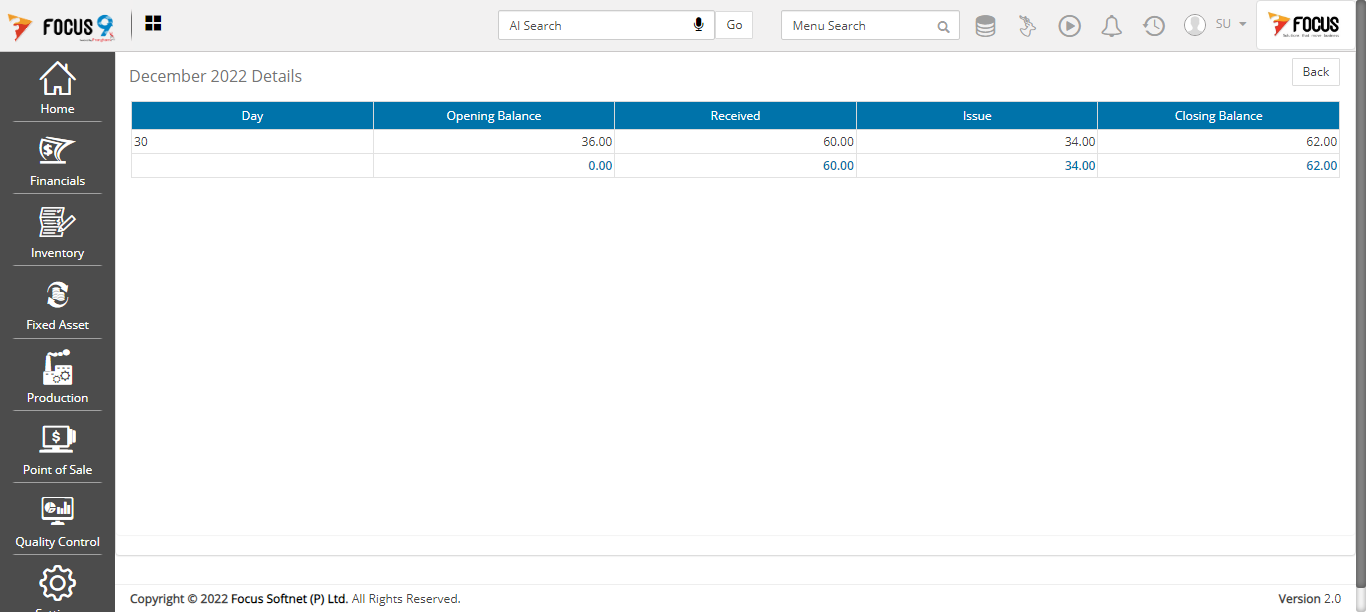 FOCUS 9
AI Search
Go
Menu Search
SU
FOCUS
Home
Financials
Inventory
Fixed Asset
Production
Point of Sale
Quality Control
December 2022 Details
Back
Day Opening Balance Received Issue Closing Balance
30 36.00 60.00 34.00 62.00
0.00 60.00 34.00 62.00
Copyright © 2022 Focus Softnet (P) Ltd. All Rights Reserved.
Version 2.0